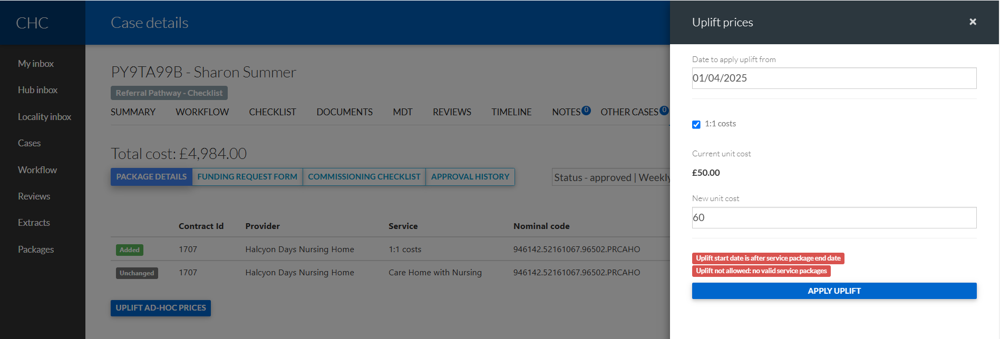 CHC
Case details
Uplift prices
×
My inbox
Hub inbox
Locality inbox
Cases
Workflow
Reviews
Extracts
Packages
PY9TA99B - Sharon Summer
Referral Pathway - Checklist
SUMMARY WORKFLOW CHECKLIST DOCUMENTS MDT REVIEWS TIMELINE NOTES 0 OTHER CASES 0
Total cost: £4,984.00
PACKAGE DETAILS FUNDING REQUEST FORM COMMISSIONING CHECKLIST APPROVAL HISTORY Status - approved | Weekly
Contract Id Provider Service Nominal code
Added 1707 Halcyon Days Nursing Home 1:1 costs 946142.52161067.96502.PRCAHO
Unchanged 1707 Halcyon Days Nursing Home Care Home with Nursing 946142.52161067.96502.PRCAHO
UPLIFT AD-HOC PRICES
Date to apply uplift from
01/04/2025
1:1 costs
Current unit cost
£50.00
New unit cost
60
Uplift start date is after service package end date
Uplift not allowed: no valid service packages
APPLY UPLIFT